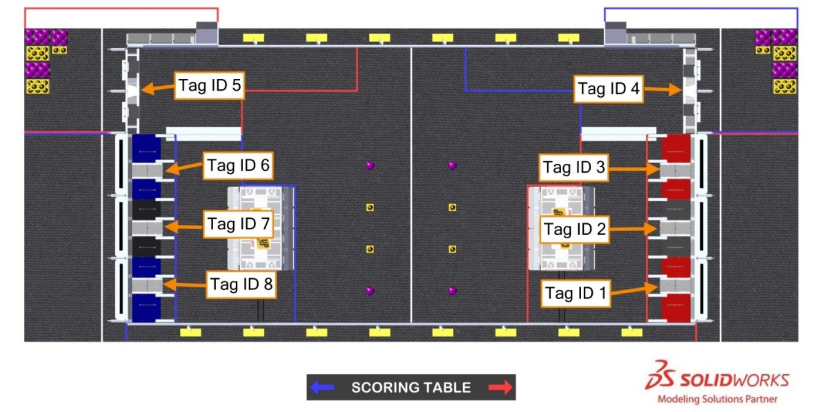 Tag ID 5
Tag ID 4
Tag ID 6
Tag ID 3
Tag ID 7
Tag ID 2
Tag ID 8
Tag ID 1
SCORING TABLE
SOLIDWORKS
Modeling Solutions Partner